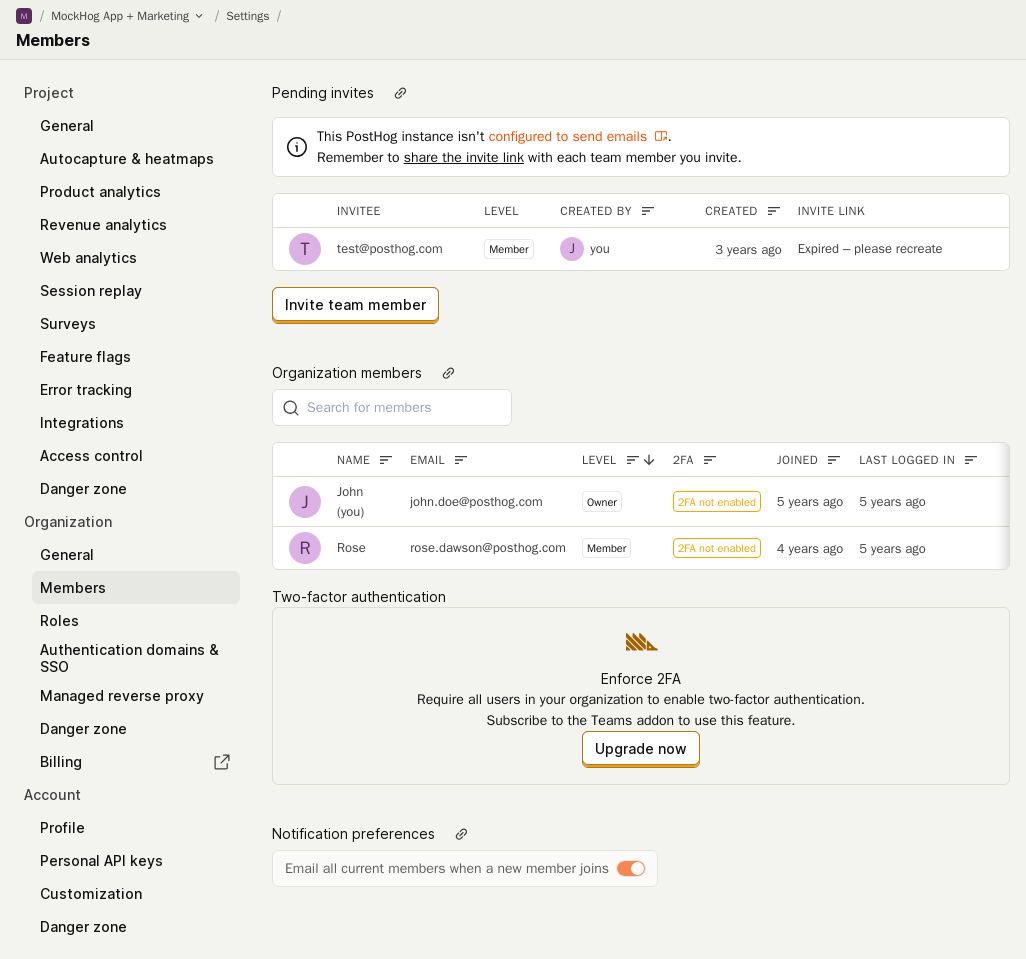 M / MockHog App + Marketing / Settings /
Members
Project
General
Autocapture & heatmaps
Product analytics
Revenue analytics
Web analytics
Session replay
Surveys
Feature flags
Error tracking
Integrations
Access control
Danger zone
Organization
General
Members
Roles
Authentication domains &
SSO
Managed reverse proxy
Danger zone
Billing
Account
Profile
Personal API keys
Customization
Danger zone
Pending invites
This PostHog instance isn't configured to send emails.
Remember to share the invite link with each team member you invite.
INVITEE LEVEL CREATED BY CREATED INVITE LINK
T test@posthog.com Member J you 3 years ago Expired – please recreate
Invite team member
Organization members
Search for members
NAME EMAIL LEVEL 2FA JOINED LAST LOGGED IN
J John
(you) john.doe@posthog.com Owner 2FA not enabled 5 years ago 5 years ago
R Rose rose.dawson@posthog.com Member 2FA not enabled 4 years ago 5 years ago
Two-factor authentication
Enforce 2FA
Require all users in your organization to enable two-factor authentication.
Subscribe to the Teams addon to use this feature.
Upgrade now
Notification preferences
Email all current members when a new member joins